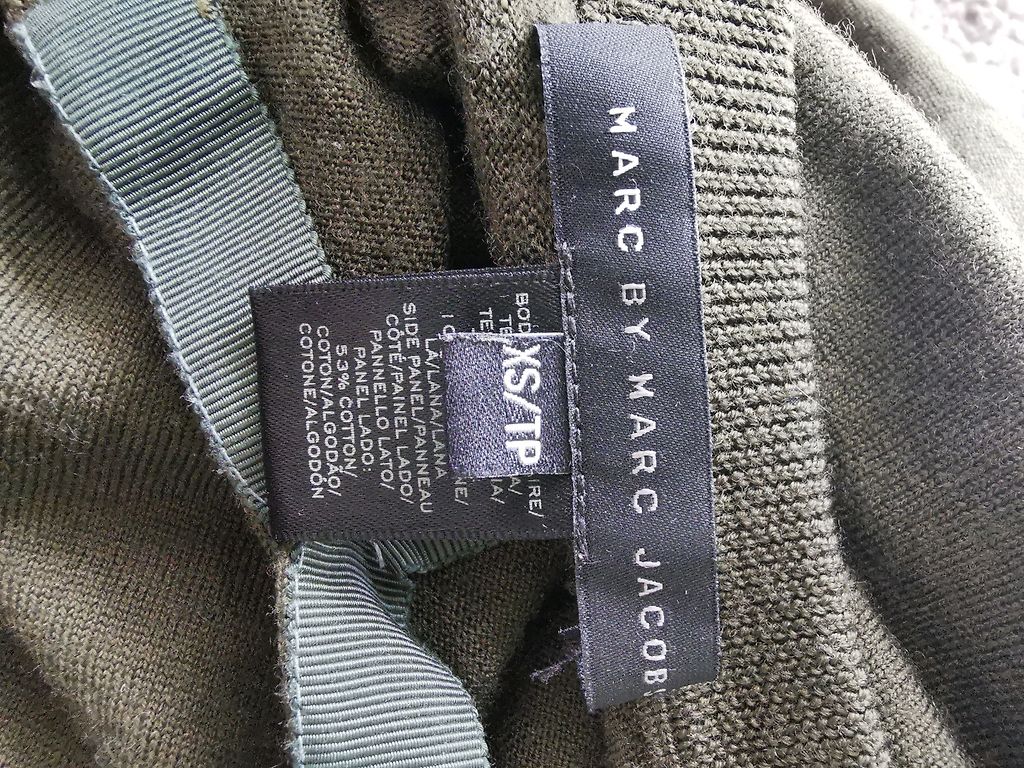 MARC BY MARC JACOBS
XS/TP
LÃ/LANA/LANA
SIDE PANEL/PANNEAU
CÔTÉ/PAINEL LADO/
PANNELLO LATO/
PANEL LADO:
53% COTTON/
COTON/ALGODÃO/
COTONE/ALGODÓN